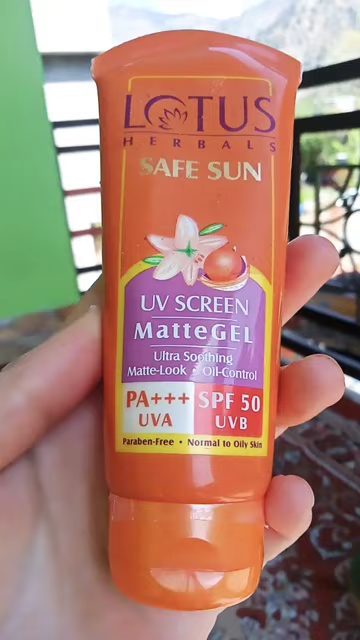 LOTUS
HERBALS
SAFE SUN
UV SCREEN
MatteGEL
Ultra Soothing
Matte-Look • Oil-Control
PA+++ SPF 50
UVA UVB
Paraben-Free • Normal to Oily Skin